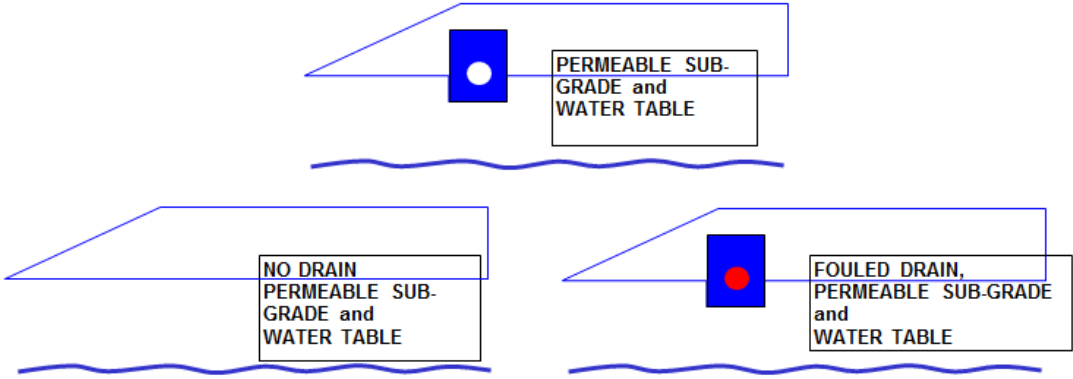 PERMEABLE SUB-
GRADE and
WATER TABLE
NO DRAIN
PERMEABLE SUB-
GRADE and
WATER TABLE
FOULED DRAIN,
PERMEABLE SUB-GRADE
and
WATER TABLE